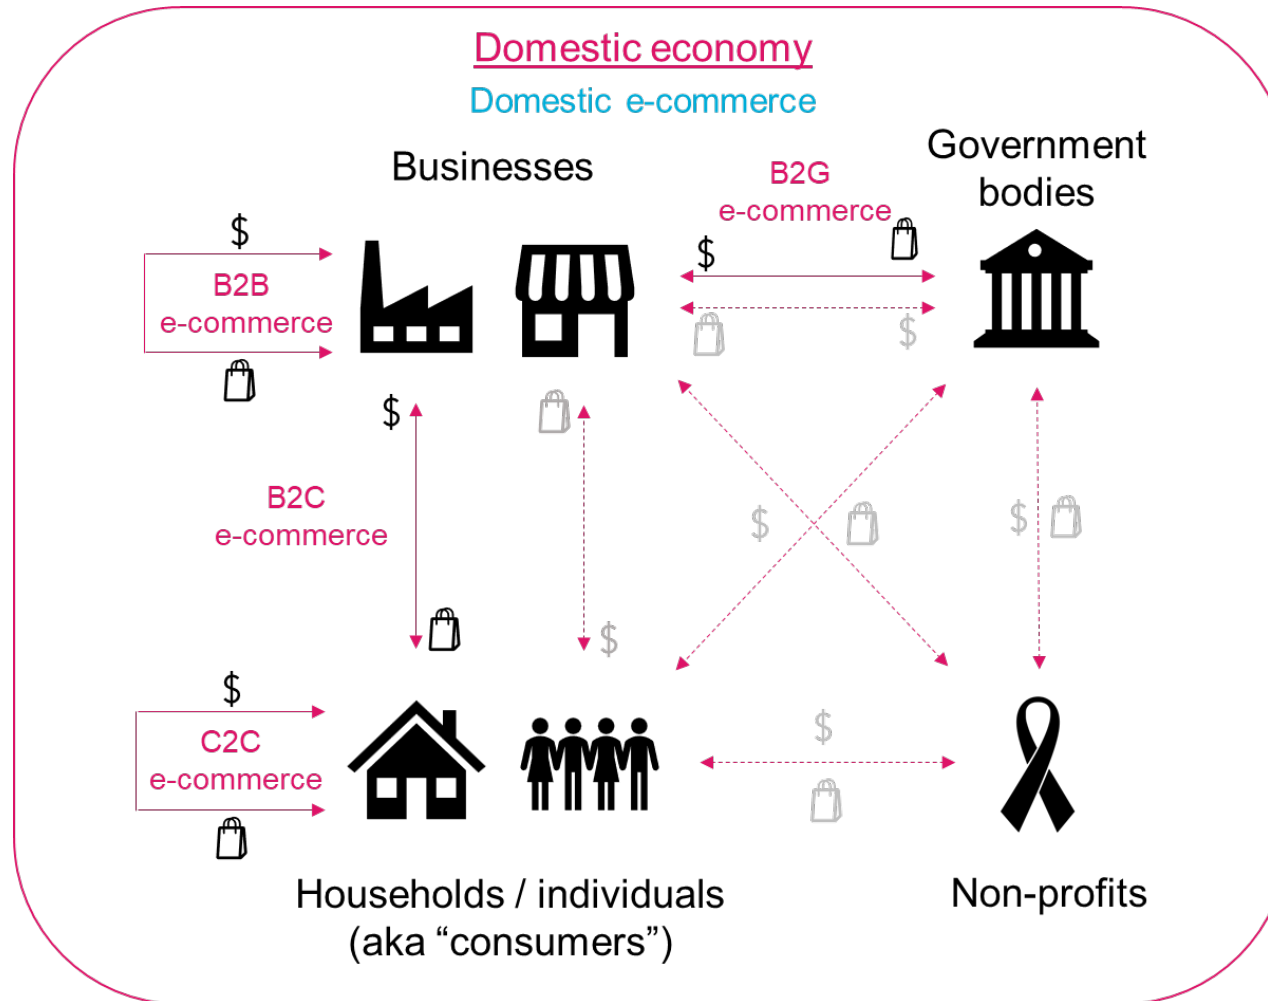 Domestic economy
Domestic e-commerce
Businesses
Government
bodies
B2G
e-commerce
$
$
B2B
e-commerce
$
$
$
B2C
e-commerce
$
$
$
$
$
C2C
e-commerce
$
Households / individuals
(aka “consumers”)
Non-profits